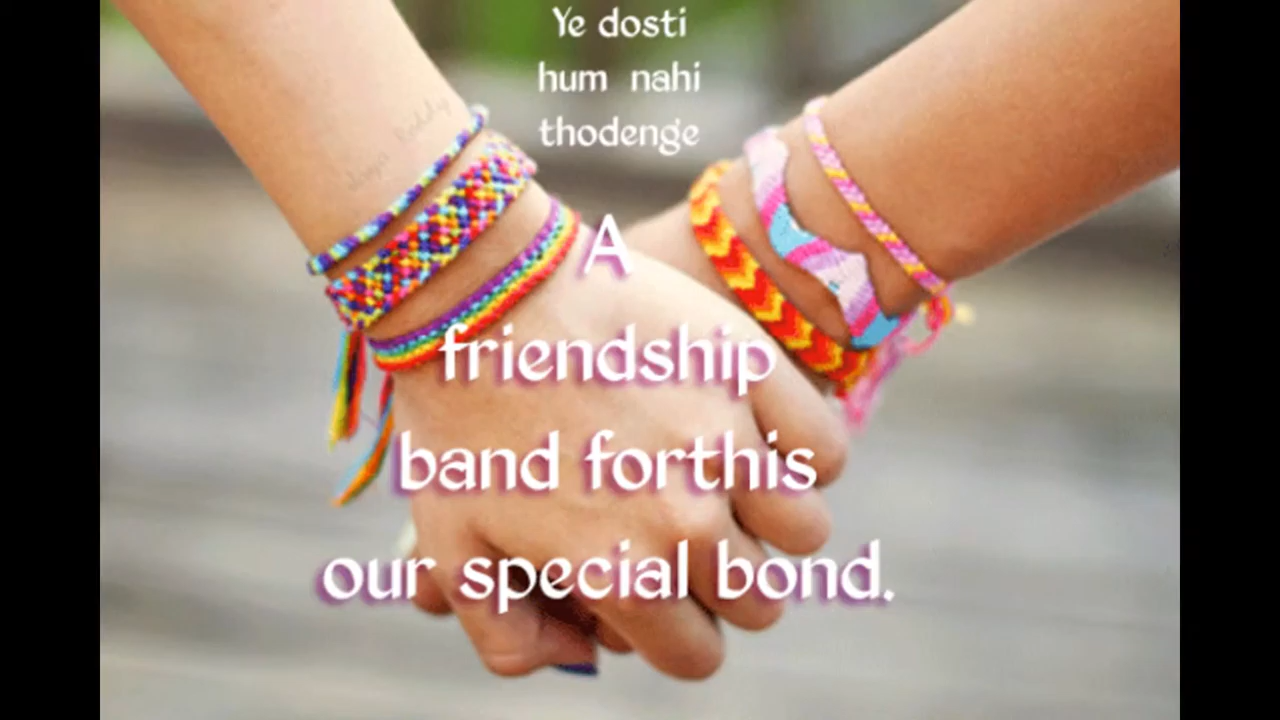 Ye dosti
hum nahi
thodenge
A
friendship
band forthis
our special bond.